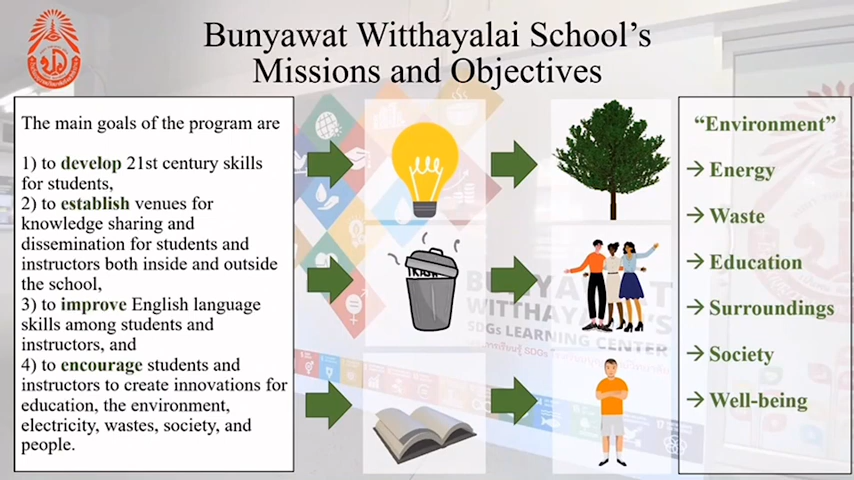 Bunyawat Witthayalai School’s
Missions and Objectives
The main goals of the program are
1) to develop 21st century skills
for students,
2) to establish venues for
knowledge sharing and
dissemination for students and
instructors both inside and outside
the school,
3) to improve English language
skills among students and
instructors, and
4) to encourage students and
instructors to create innovations for
education, the environment,
electricity, wastes, society, and
people.
TRASH
BUNYAWAT
WITTHAYALAI'S
SDGs LEARNING CENTER
“Environment”
→ Energy
→ Waste
→ Education
→ Surroundings
→ Society
→ Well-being